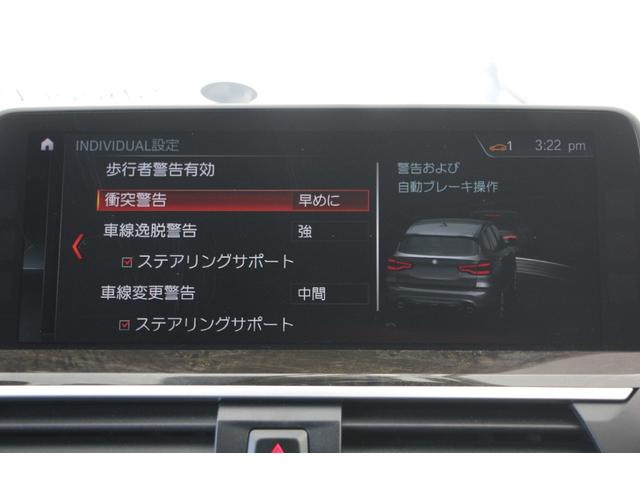 INDIVIDUAL設定
1
3:22 pm
歩行者警告有効
衝突警告
早めに
車線逸脱警告
強
ステアリングサポート
車線変更警告
中間
ステアリングサポート
警告および
自動ブレーキ操作